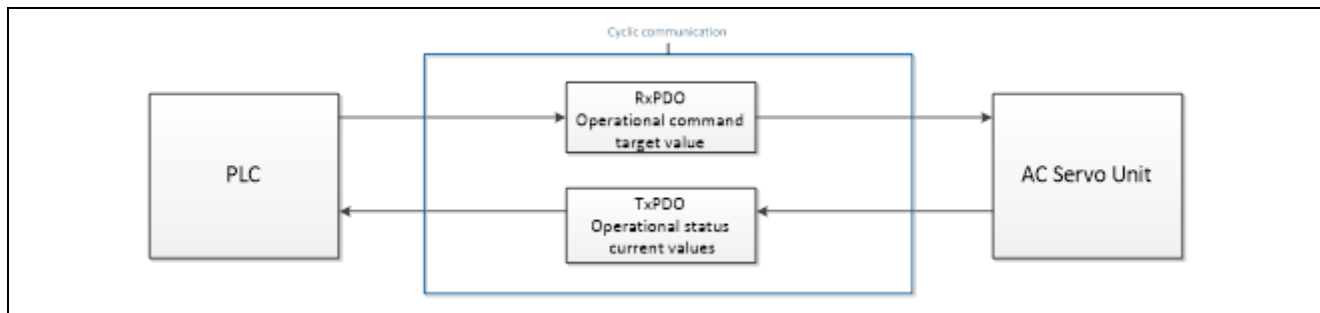 Cyclic communication
RxPDO
Operational command
target value
PLC
AC Servo Unit
TxPDO
Operational status
current values